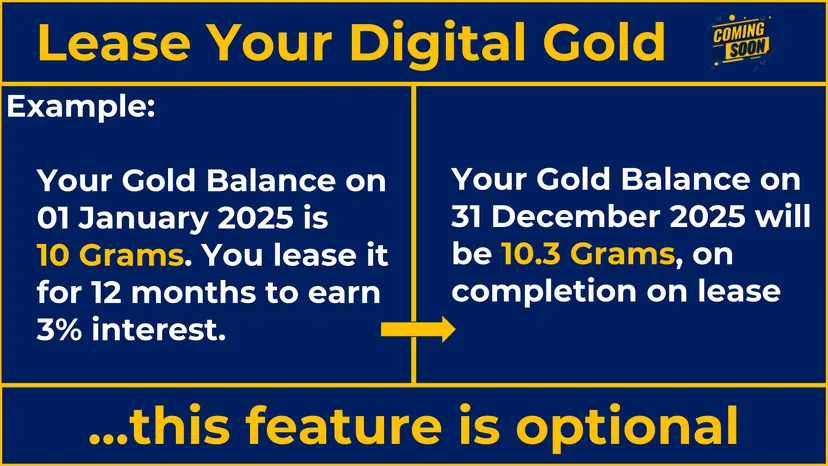 Lease Your Digital Gold
COMING
SOON
Example:
Your Gold Balance on
01 January 2025 is
10 Grams. You lease it
for 12 months to earn
3% interest.
Your Gold Balance on
31 December 2025 will
be 10.3 Grams, on
completion on lease
...this feature is optional